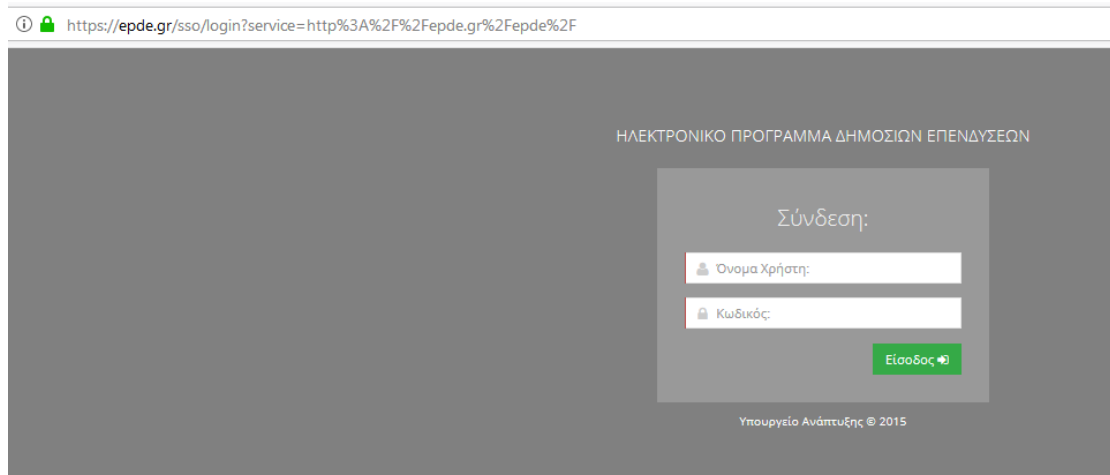 https://epde.gr/sso/login?service=http%3A%2F%2Fepde.gr%2Fepde%2F
ΗΛΕΚΤΡΟΝΙΚΟ ΠΡΟΓΡΑΜΜΑ ΔΗΜΟΣΙΩΝ ΕΠΕΝΔΥΣΕΩΝ
Σύνδεση:
Όνομα Χρήστη:
Κωδικός:
Είσοδος
Υπουργείο Ανάπτυξης © 2015